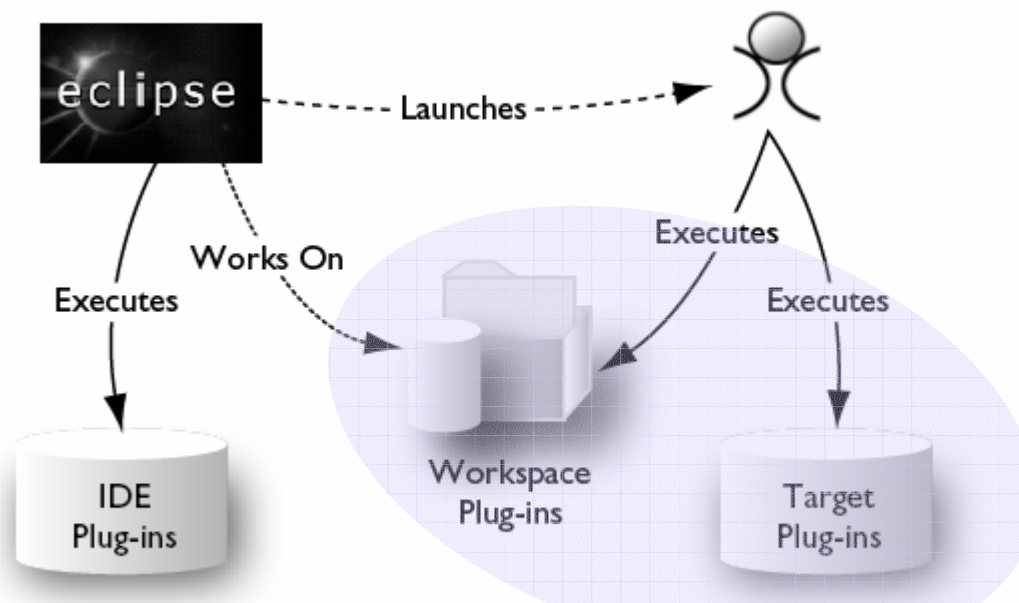 eclipse
Launches
Executes
Works On
Executes
Executes
Workspace
Plug-ins
IDE
Plug-ins
Target
Plug-ins